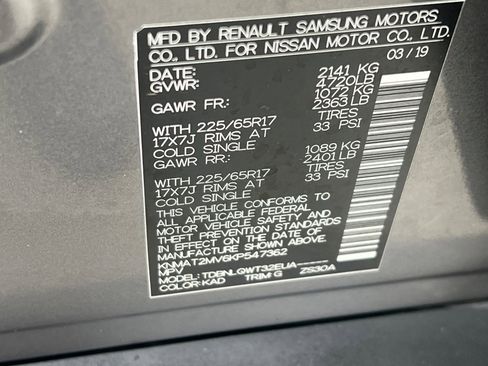 MFD BY RENAULT SAMSUNG MOTORS
CO., LTD. FOR NISSAN MOTOR CO., LTD.
03 / 19
DATE: 2141 KG
GVWR: 4720LB
1072 KG
GAWR FR: 2363 LB
TIRES
WITH 225/65R17 33 PSI
17X7J RIMS AT
COLD SINGLE 1089 KG
GAWR RR: 2401 LB
TIRES
WITH 225/65R17 33 PSI
17X7J RIMS AT
COLD SINGLE
THIS VEHICLE CONFORMS TO
ALL APPLICABLE FEDERAL
MOTOR VEHICLE SAFETY AND
THEFT PREVENTION STANDARDS
IN EFFECT ON THE DATE OF
MANUFACTURE SHOWN ABOVE.
KNMAT2MV6KP547362
MPV
MODEL: TDBNLQWT32EUA-----
COLOR: KAD TRIM: G ZS30A